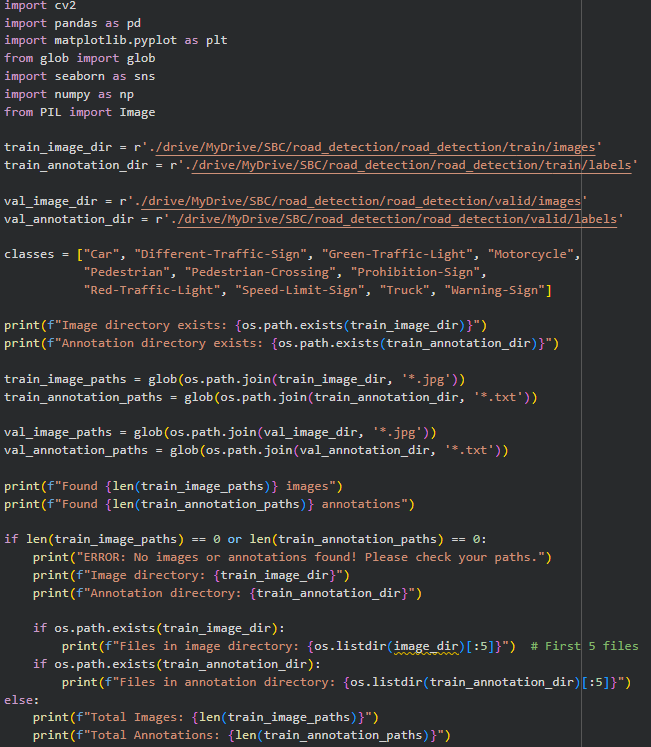 import cv2
import pandas as pd
import matplotlib.pyplot as plt
from glob import glob
import seaborn as sns
import numpy as np
from PIL import Image

train_image_dir = r'./drive/MyDrive/SBC/road_detection/road_detection/train/images'
train_annotation_dir = r'./drive/MyDrive/SBC/road_detection/road_detection/train/labels'

val_image_dir = r'./drive/MyDrive/SBC/road_detection/road_detection/valid/images'
val_annotation_dir = r'./drive/MyDrive/SBC/road_detection/road_detection/valid/labels'

classes = ["Car", "Different-Traffic-Sign", "Green-Traffic-Light", "Motorcycle",
           "Pedestrian", "Pedestrian-Crossing", "Prohibition-Sign",
           "Red-Traffic-Light", "Speed-Limit-Sign", "Truck", "Warning-Sign"]

print(f"Image directory exists: {os.path.exists(train_image_dir)}")
print(f"Annotation directory exists: {os.path.exists(train_annotation_dir)}")

train_image_paths = glob(os.path.join(train_image_dir, '*.jpg'))
train_annotation_paths = glob(os.path.join(train_annotation_dir, '*.txt'))

val_image_paths = glob(os.path.join(val_image_dir, '*.jpg'))
val_annotation_paths = glob(os.path.join(val_annotation_dir, '*.txt'))

print(f"Found {len(train_image_paths)} images")
print(f"Found {len(train_annotation_paths)} annotations")

if len(train_image_paths) == 0 or len(train_annotation_paths) == 0:
    print("ERROR: No images or annotations found! Please check your paths.")
    print(f"Image directory: {train_image_dir}")
    print(f"Annotation directory: {train_annotation_dir}")

    if os.path.exists(train_image_dir):
        print(f"Files in image directory: {os.listdir(image_dir)[:5]}")  # First 5 files
    if os.path.exists(train_annotation_dir):
        print(f"Files in annotation directory: {os.listdir(train_annotation_dir)[:5]}")
else:
    print(f"Total Images: {len(train_image_paths)}")
    print(f"Total Annotations: {len(train_annotation_paths)}")